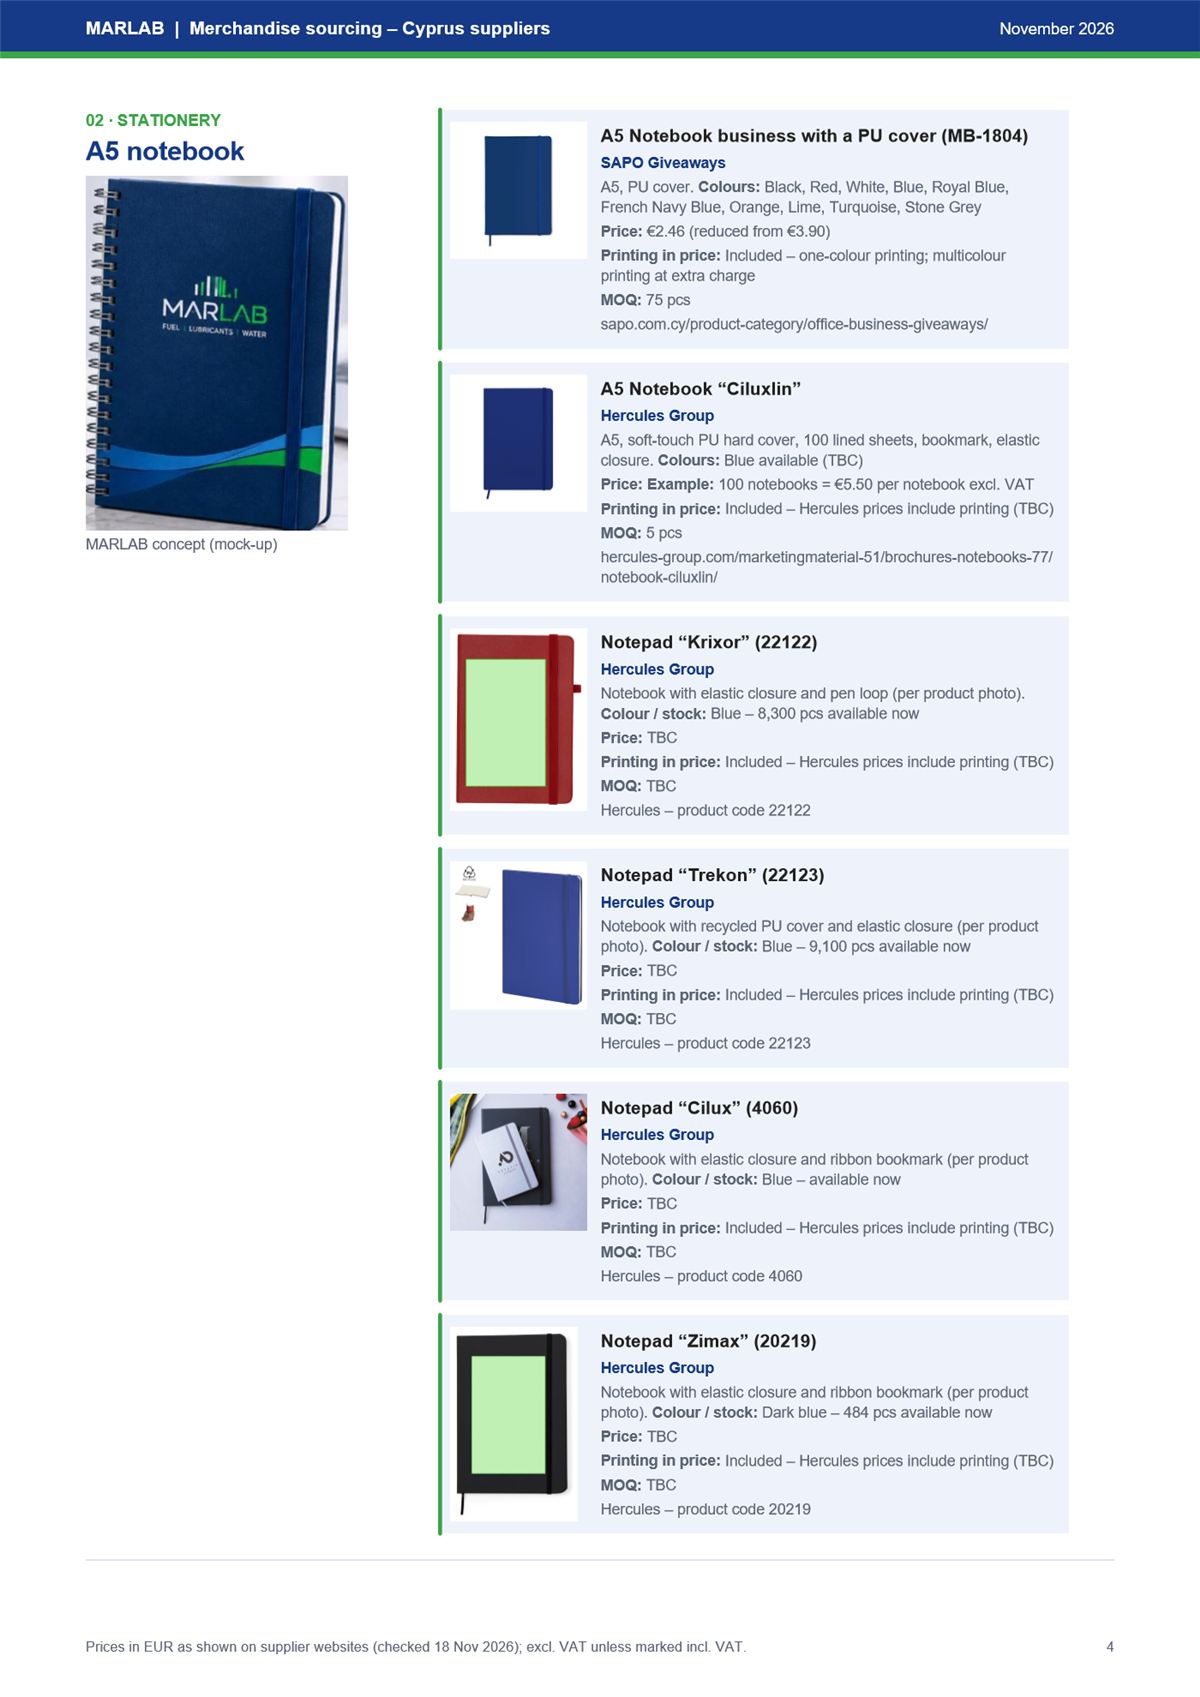 MARLAB | Merchandise sourcing – Cyprus suppliers
November 2026
02 · STATIONERY
A5 notebook
MARLAB
FUEL | LUBRICANTS | WATER
MARLAB concept (mock-up)
A5 Notebook business with a PU cover (MB-1804)
SAPO Giveaways
A5, PU cover. Colours: Black, Red, White, Blue, Royal Blue,
French Navy Blue, Orange, Lime, Turquoise, Stone Grey
Price: €2.46 (reduced from €3.90)
Printing in price: Included – one-colour printing; multicolour
printing at extra charge
MOQ: 75 pcs
sapo.com.cy/product-category/office-business-giveaways/
A5 Notebook “Ciluxlin”
Hercules Group
A5, soft-touch PU hard cover, 100 lined sheets, bookmark, elastic
closure. Colours: Blue available (TBC)
Price: Example: 100 notebooks = €5.50 per notebook excl. VAT
Printing in price: Included – Hercules prices include printing (TBC)
MOQ: 5 pcs
hercules-group.com/marketingmaterial-51/brochures-notebooks-77/
notebook-ciluxlin/
Notepad “Krixor” (22122)
Hercules Group
Notebook with elastic closure and pen loop (per product photo).
Colour / stock: Blue – 8,300 pcs available now
Price: TBC
Printing in price: Included – Hercules prices include printing (TBC)
MOQ: TBC
Hercules – product code 22122
Notepad “Trekon” (22123)
Hercules Group
Notebook with recycled PU cover and elastic closure (per product
photo). Colour / stock: Blue – 9,100 pcs available now
Price: TBC
Printing in price: Included – Hercules prices include printing (TBC)
MOQ: TBC
Hercules – product code 22123
Notepad “Cilux” (4060)
Hercules Group
Notebook with elastic closure and ribbon bookmark (per product
photo). Colour / stock: Blue – available now
Price: TBC
Printing in price: Included – Hercules prices include printing (TBC)
MOQ: TBC
Hercules – product code 4060
Notepad “Zimax” (20219)
Hercules Group
Notebook with elastic closure and ribbon bookmark (per product
photo). Colour / stock: Dark blue – 484 pcs available now
Price: TBC
Printing in price: Included – Hercules prices include printing (TBC)
MOQ: TBC
Hercules – product code 20219
Prices in EUR as shown on supplier websites (checked 18 Nov 2026); excl. VAT unless marked incl. VAT.
4